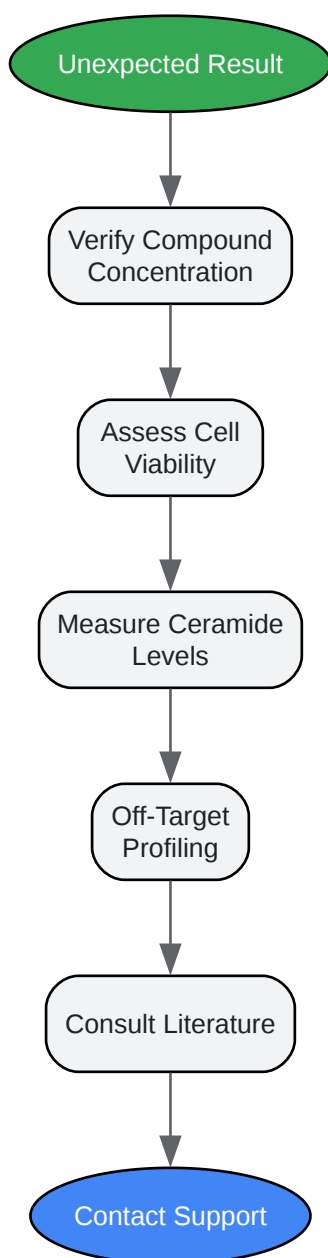 Unexpected Result
Verify Compound
Concentration
Assess Cell
Viability
Measure Ceramide
Levels
Off-Target
Profiling
Consult Literature
Contact Support